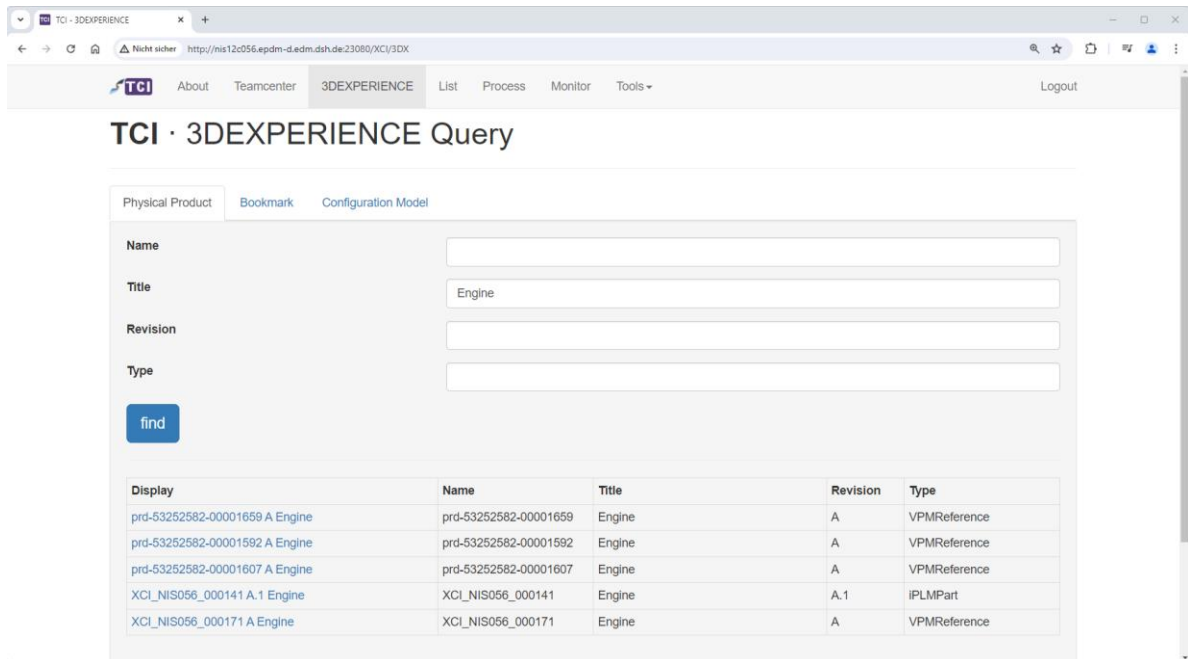 TCI - 3DEXPERIENCE
Nicht sicher http://nis12c056.epdm-d.edm.dsh.de:23080/XCI/3DX
TCI About Teamcenter 3DEXPERIENCE List Process Monitor Tools Logout
TCI · 3DEXPERIENCE Query
Physical Product Bookmark Configuration Model
Name
Title Engine
Revision
Type
find
Display Name Title Revision Type
prd-53252582-00001659 A Engine prd-53252582-00001659 Engine A VPMReference
prd-53252582-00001592 A Engine prd-53252582-00001592 Engine A VPMReference
prd-53252582-00001607 A Engine prd-53252582-00001607 Engine A VPMReference
XCI_NIS056_000141 A.1 Engine XCI_NIS056_000141 Engine A.1 iPLMPart
XCI_NIS056_000171 A Engine XCI_NIS056_000171 Engine A VPMReference